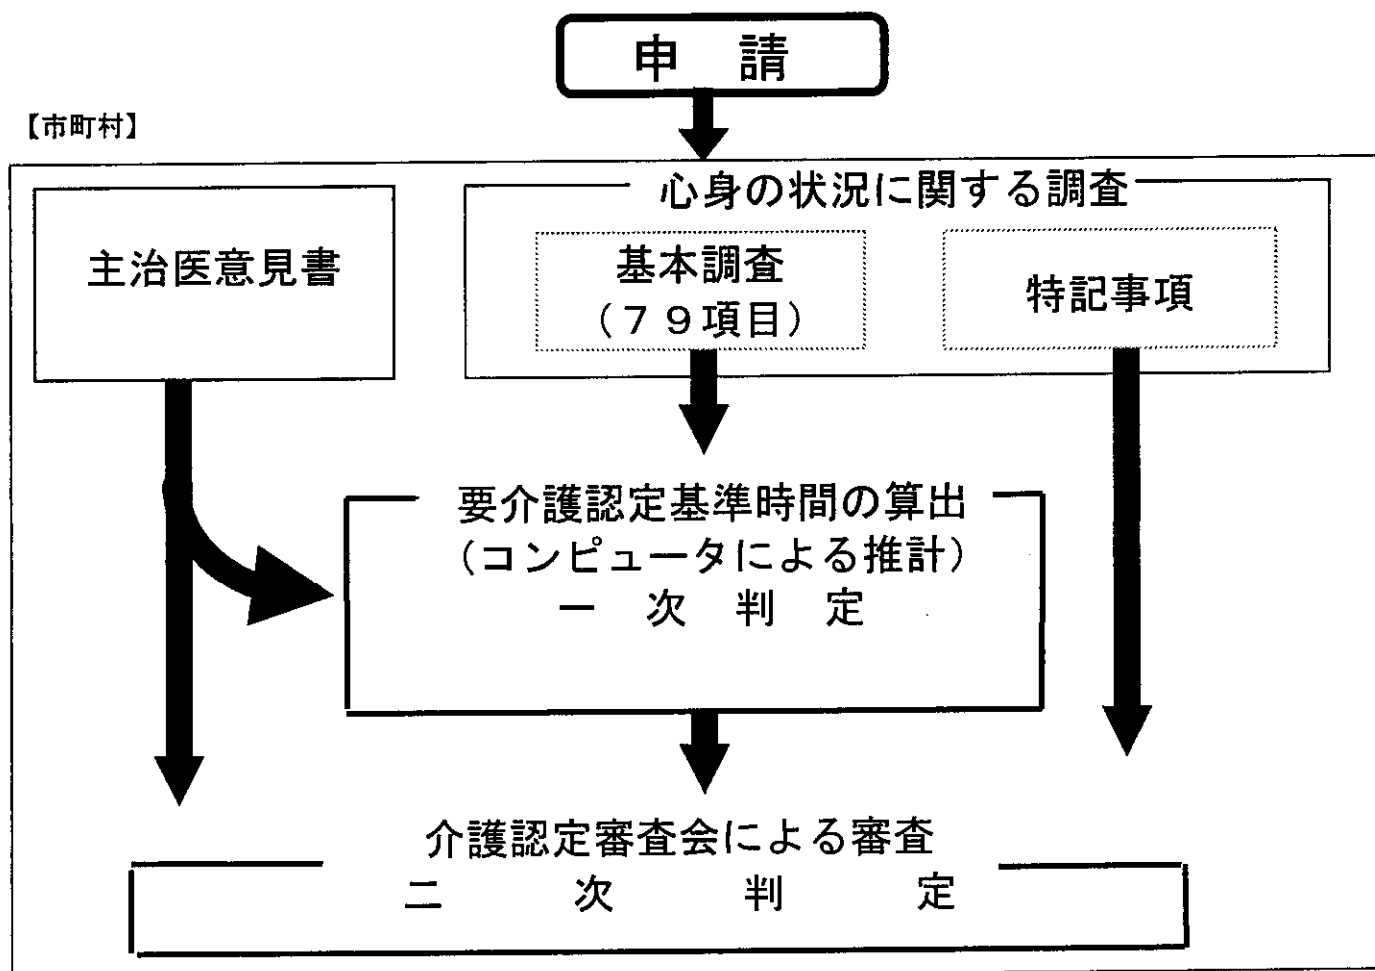 申 請
【市町村】
心身の状況に関する調査
主治医意見書
基本調査
（７９項目）
特記事項
要介護認定基準時間の算出
（コンピュータによる推計）
一 次 判 定
介護認定審査会による審査
二 次 判 定